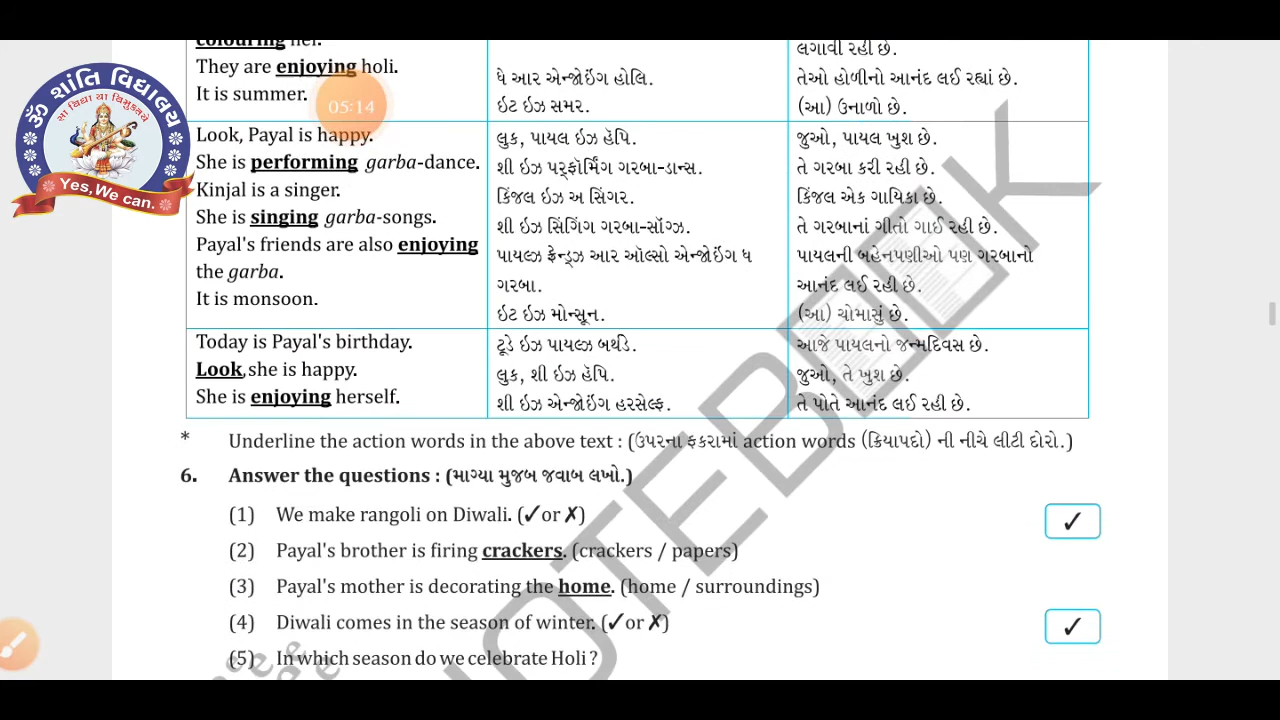 ૐ શાંતિ વિદ્યાલય
સા વિદ્યા યા વિમુક્તયે
Yes, We can.
05:14
colouring her.
લગાવી રહી છે.
They are enjoying holi.
ધે આર એન્જોઇંગ હોલિ.
તેઓ હોળીનો આનંદ લઈ રહ્યાં છે.
It is summer.
ઇટ ઇઝ સમર.
(આ) ઉનાળો છે.
Look, Payal is happy.
She is performing garba-dance.
Kinjal is a singer.
She is singing garba-songs.
Payal's friends are also enjoying
the garba.
It is monsoon.
લુક, પાયલ ઇઝ હૅપિ.
શી ઇઝ પર્ફૉર્મિંગ ગરબા-ડાન્સ.
કિંજલ ઇઝ અ સિંગર.
શી ઇઝ સિંગિંગ ગરબા-સૉંગ્ઝ.
પાયલ્ઝ ફ્રેન્ડ્ઝ આર ઑલ્સો એન્જોઇંગ ધ
ગરબા.
ઇટ ઇઝ મોન્સૂન.
જુઓ, પાયલ ખુશ છે.
તે ગરબા કરી રહી છે.
કિંજલ એક ગાયિકા છે.
તે ગરબાનાં ગીતો ગાઈ રહી છે.
પાયલની બહેનપણીઓ પણ ગરબાનો
આનંદ લઈ રહી છે.
(આ) ચોમાસું છે.
Today is Payal's birthday.
Look, she is happy.
She is enjoying herself.
ટૂડે ઇઝ પાયલ્ઝ બર્થડે.
લુક, શી ઇઝ હૅપિ.
શી ઇઝ એન્જોઇંગ હરસેલ્ફ.
આજે પાયલનો જન્મદિવસ છે.
જુઓ, તે ખુશ છે.
તે પોતે આનંદ લઈ રહી છે.
* Underline the action words in the above text : (ઉપરના ફકરામાં action words (ક્રિયાપદો) ની નીચે લીટી દોરો.)
6. Answer the questions : (માગ્યા મુજબ જવાબ લખો.)
(1) We make rangoli on Diwali. (✓or ✗) ✓
(2) Payal's brother is firing crackers. (crackers / papers)
(3) Payal's mother is decorating the home. (home / surroundings)
(4) Diwali comes in the season of winter. (✓or ✗) ✓
(5) In which season do we celebrate Holi ?
NOTEBOOK